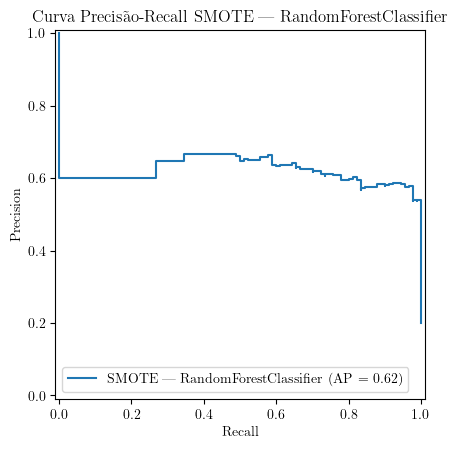 Curva Precisão-Recall SMOTE — RandomForestClassifier
1.0
0.8
0.6
0.4
0.2
0.0
Precision
SMOTE — RandomForestClassifier (AP = 0.62)
0.0 0.2 0.4 0.6 0.8 1.0
Recall